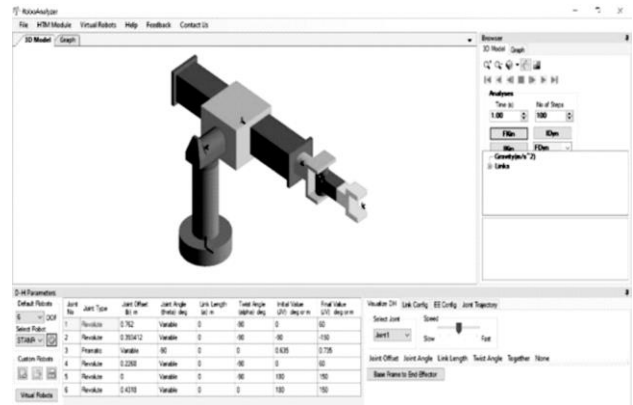 RoboAnalyzer
File HTM Module Virtual Robots Help Feedback Contact Us
3D Model Graph
Browser
3D Model Graph
Analyses
Time (s) No of Steps
1.00 100
FKin IDyn
IKin FDyn
Gravity(m/s^2)
Links
D-H Parameters
Default Robots
6 DOF
Select Robot
Custom Robots
Virtual Robots
Joint No Joint Type Joint Offset (b) m Joint Angle (theta) deg Link Length (a) m Twist Angle (alpha) deg Initial Value (JV) deg or m Final Value (JV) deg or m
1 Revolute 0.762 Variable 0 -90 0 60
2 Revolute 0.393412 Variable 0 -90 -90 -150
3 Prismatic Variable -90 0 0 0.635 0.735
4 Revolute 0.2268 Variable 0 -90 0 60
5 Revolute 0 Variable 0 -90 180 150
6 Revolute 0.4318 Variable 0 0 180 150
Visualize DH Link Config EE Config Joint Trajectory
Select Joint Speed
Joint1 Slow Fast
Joint Offset Joint Angle Link Length Twist Angle Together None
Base Frame to End-Effector